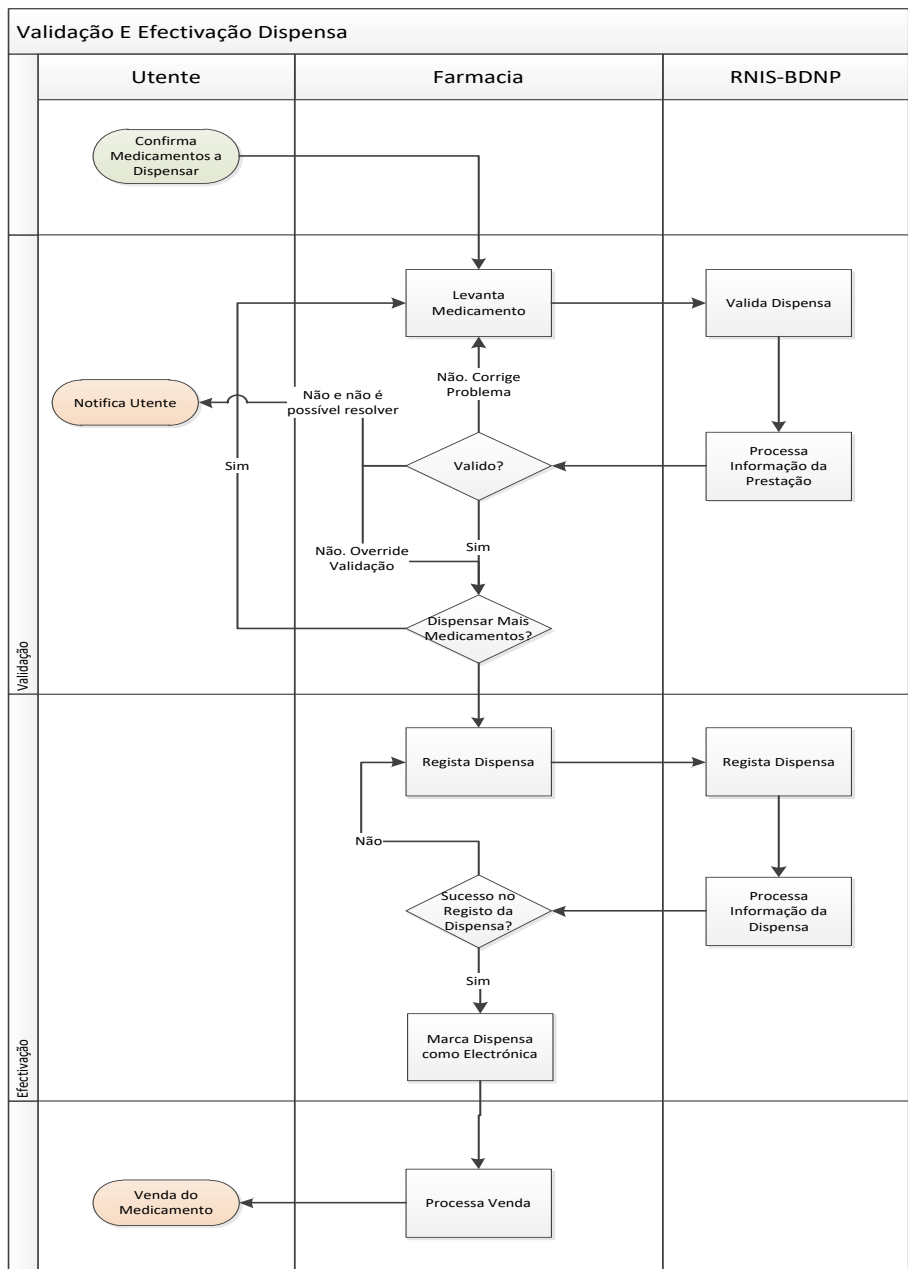 Validação E Efectivação Dispensa
Utente
Farmacia
RNIS-BDNP
Confirma
Medicamentos a
Dispensar
Validação
Levanta
Medicamento
Valida Dispensa
Não. Corrige
Problema
Não e não é
possível resolver
Notifica Utente
Sim
Valido?
Processa
Informação da
Prestação
Não. Override
Validação
Sim
Dispensar Mais
Medicamentos?
Efectivação
Regista Dispensa
Regista Dispensa
Não
Sucesso no
Registo da
Dispensa?
Processa
Informação da
Dispensa
Sim
Marca Dispensa
como Electrónica
Venda do
Medicamento
Processa Venda